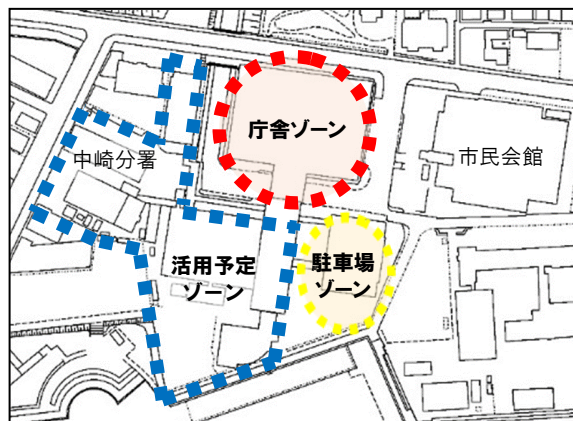 庁舎ゾーン
中崎分署
市民会館
活用予定
ゾーン
駐車場
ゾーン